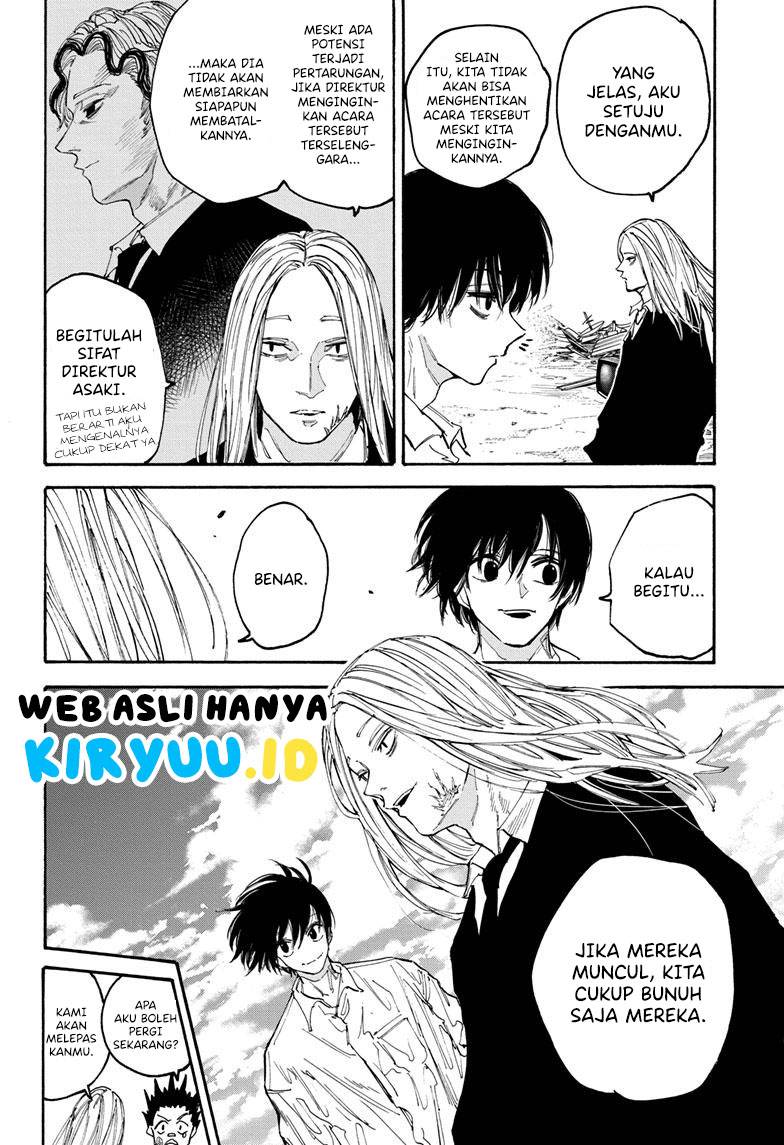 YANG
JELAS, AKU
SETUJU
DENGANMU.
SELAIN
ITU, KITA TIDAK
AKAN BISA
MENGHENTIKAN
ACARA TERSEBUT
MESKI KITA
MENGINGIN-
KANNYA.
MESKI ADA
POTENSI
TERJADI
PERTARUNGAN,
JIKA DIREKTUR
MENGINGIN-
KAN ACARA
TERSEBUT
TERSELENG-
GARA...
...MAKA DIA
TIDAK AKAN
MEMBIARKAN
SIAPAPUN
MEMBATAL-
KANNYA.
BEGITULAH
SIFAT
DIREKTUR
ASAKI.
TAPI ITU BUKAN
BERARTI AKU
MENGENALNYA
CUKUP DEKAT YA.
KALAU
BEGITU...
BENAR.
WEB ASLI HANYA
KIRYUU.ID
JIKA MEREKA
MUNCUL, KITA
CUKUP BUNUH
SAJA MEREKA.
APA
AKU BOLEH
PERGI
SEKARANG?
KAMI
AKAN
MELEPAS
KANMU.